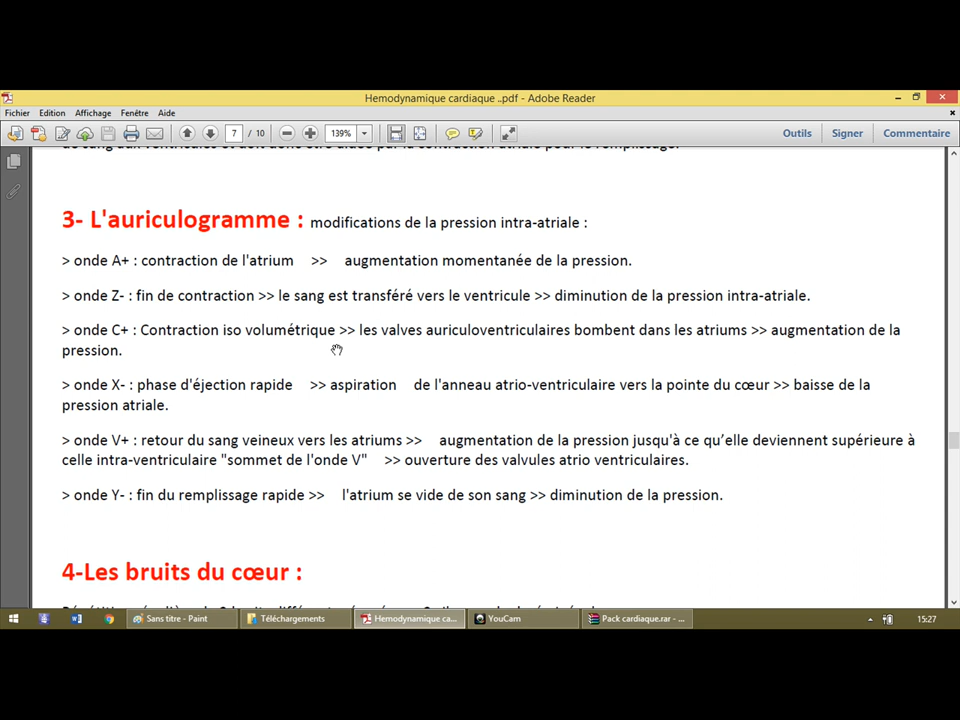 Hemodynamique cardiaque ..pdf - Adobe Reader
Fichier Edition Affichage Fenêtre Aide
7 / 10 139% Outils Signer Commentaire
3- L'auriculogramme : modifications de la pression intra-atriale :
> onde A+ : contraction de l'atrium >> augmentation momentanée de la pression.
> onde Z- : fin de contraction >> le sang est transféré vers le ventricule >> diminution de la pression intra-atriale.
> onde C+ : Contraction iso volumétrique >> les valves auriculoventriculaires bombent dans les atriums >> augmentation de la
pression.
> onde X- : phase d'éjection rapide >> aspiration de l'anneau atrio-ventriculaire vers la pointe du cœur >> baisse de la
pression atriale.
> onde V+ : retour du sang veineux vers les atriums >> augmentation de la pression jusqu'à ce qu’elle deviennent supérieure à
celle intra-ventriculaire "sommet de l'onde V" >> ouverture des valvules atrio ventriculaires.
> onde Y- : fin du remplissage rapide >> l'atrium se vide de son sang >> diminution de la pression.
4-Les bruits du cœur :
Sans titre - Paint Téléchargements Hemodynamique ca... YouCam Pack cardiaque.rar - ... 15:27